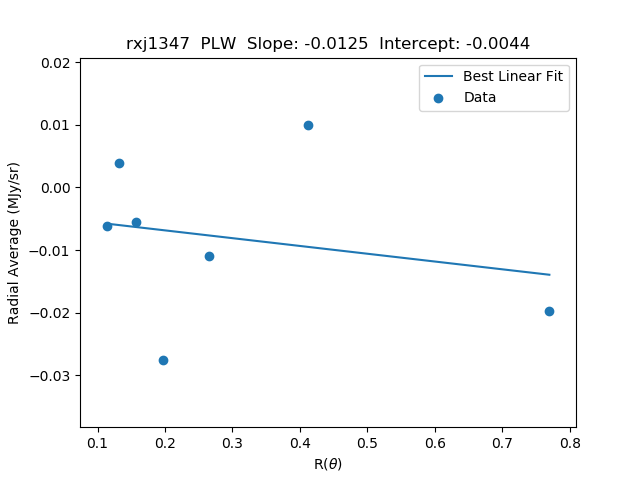 rxj1347  PLW  Slope: -0.0125  Intercept: -0.0044
Best Linear Fit
Data
Radial Average (MJy/sr)
0.02
0.01
0.00
−0.01
−0.02
−0.03
0.1 0.2 0.3 0.4 0.5 0.6 0.7 0.8
R(θ)